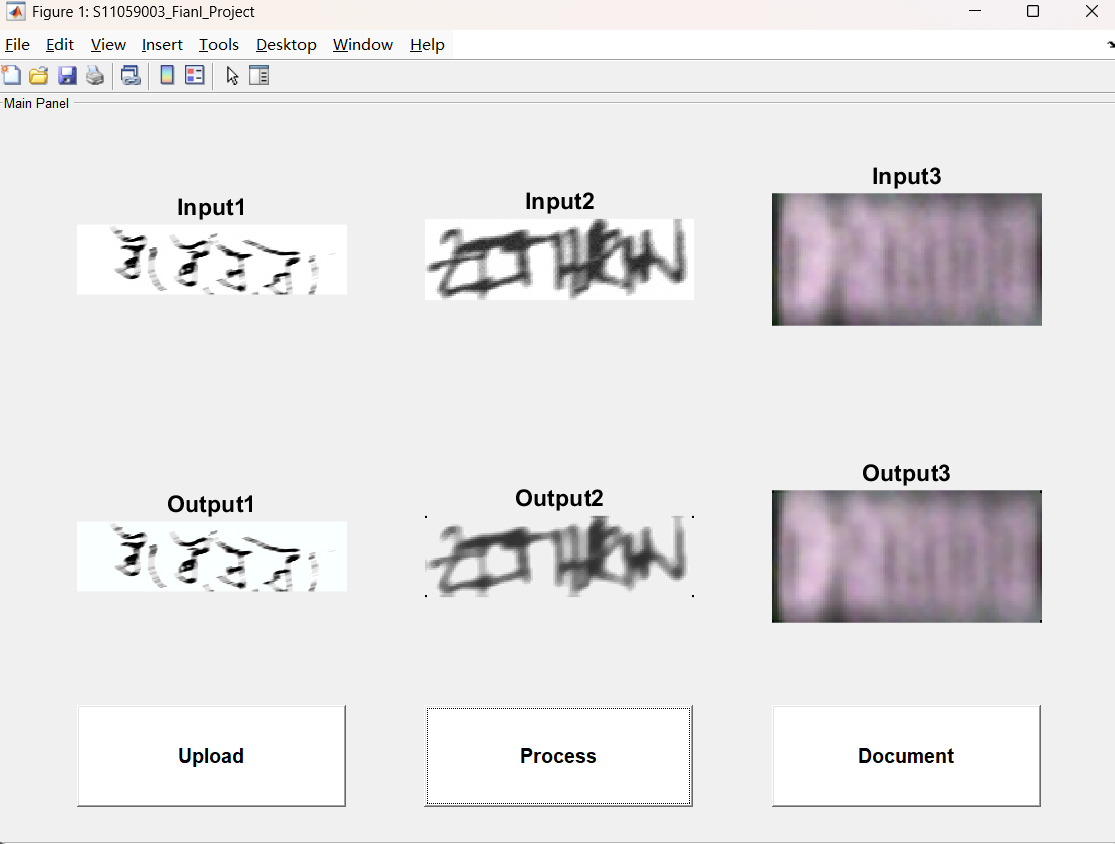 Figure 1: S11059003_Fianl_Project
File Edit View Insert Tools Desktop Window Help
Main Panel
Input1 Input2 Input3
Output1 Output2 Output3
Upload Process Document